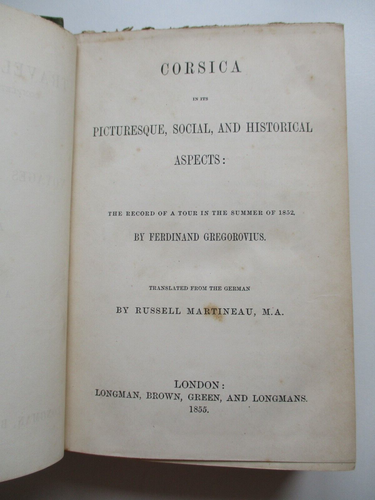 CORSICA
IN ITS
PICTURESQUE, SOCIAL, AND HISTORICAL
ASPECTS:
THE RECORD OF A TOUR IN THE SUMMER OF 1852.
BY FERDINAND GREGOROVIUS.
TRANSLATED FROM THE GERMAN
BY RUSSELL MARTINEAU, M.A.
LONDON:
LONGMAN, BROWN, GREEN, AND LONGMANS.
1855.